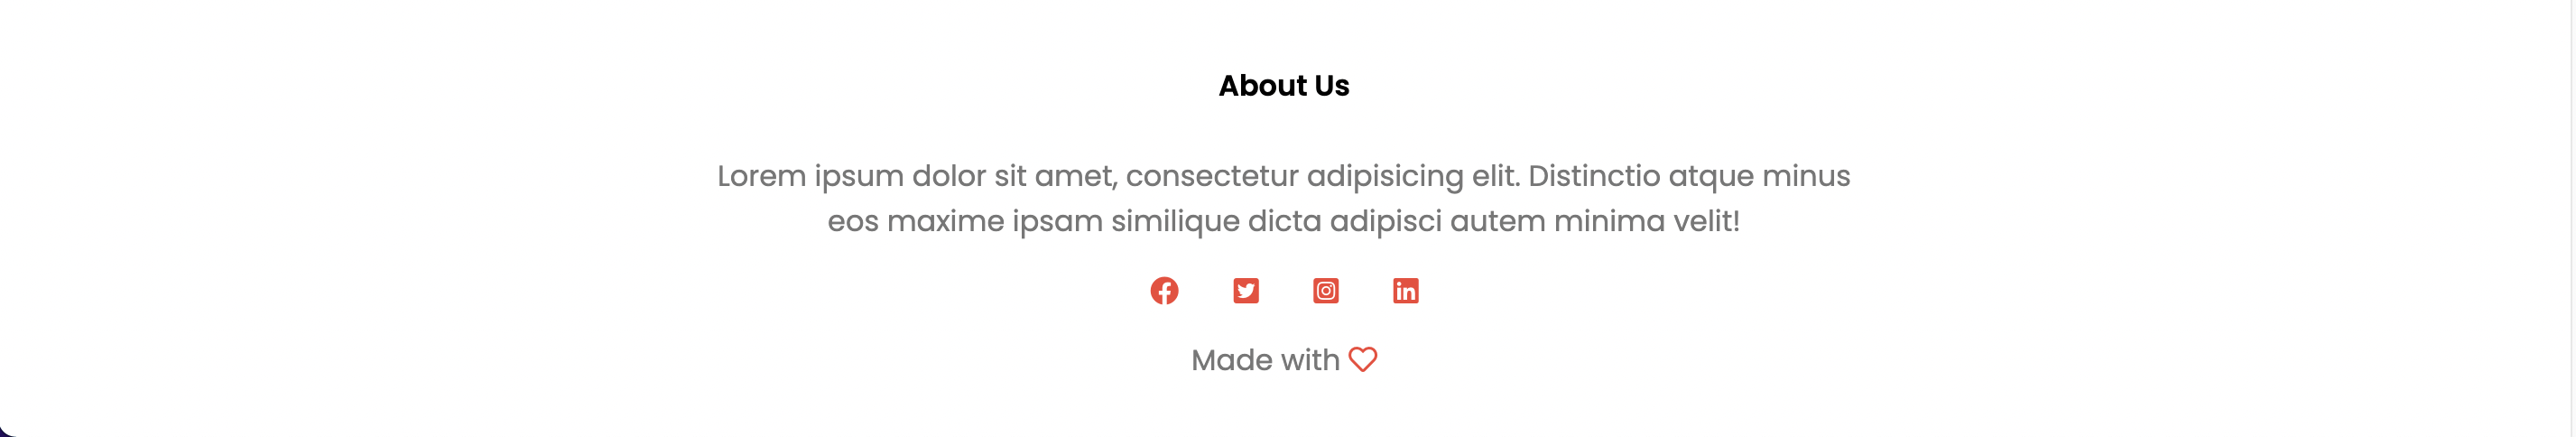 About Us
Lorem ipsum dolor sit amet, consectetur adipisicing elit. Distinctio atque minus
eos maxime ipsam similique dicta adipisci autem minima velit!
Made with